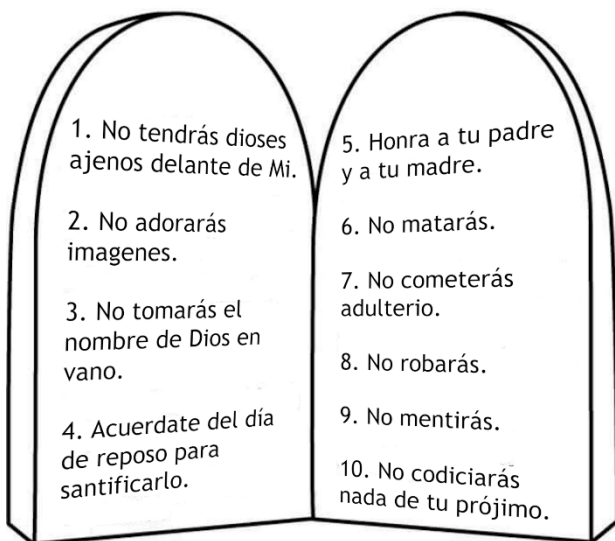 1. No tendrás dioses
ajenos delante de Mi.
2. No adorarás
imagenes.
3. No tomarás el
nombre de Dios en
vano.
4. Acuerdate del día
de reposo para
santificarlo.
5. Honra a tu padre
y a tu madre.
6. No matarás.
7. No cometerás
adulterio.
8. No robarás.
9. No mentirás.
10. No codiciarás
nada de tu prójimo.